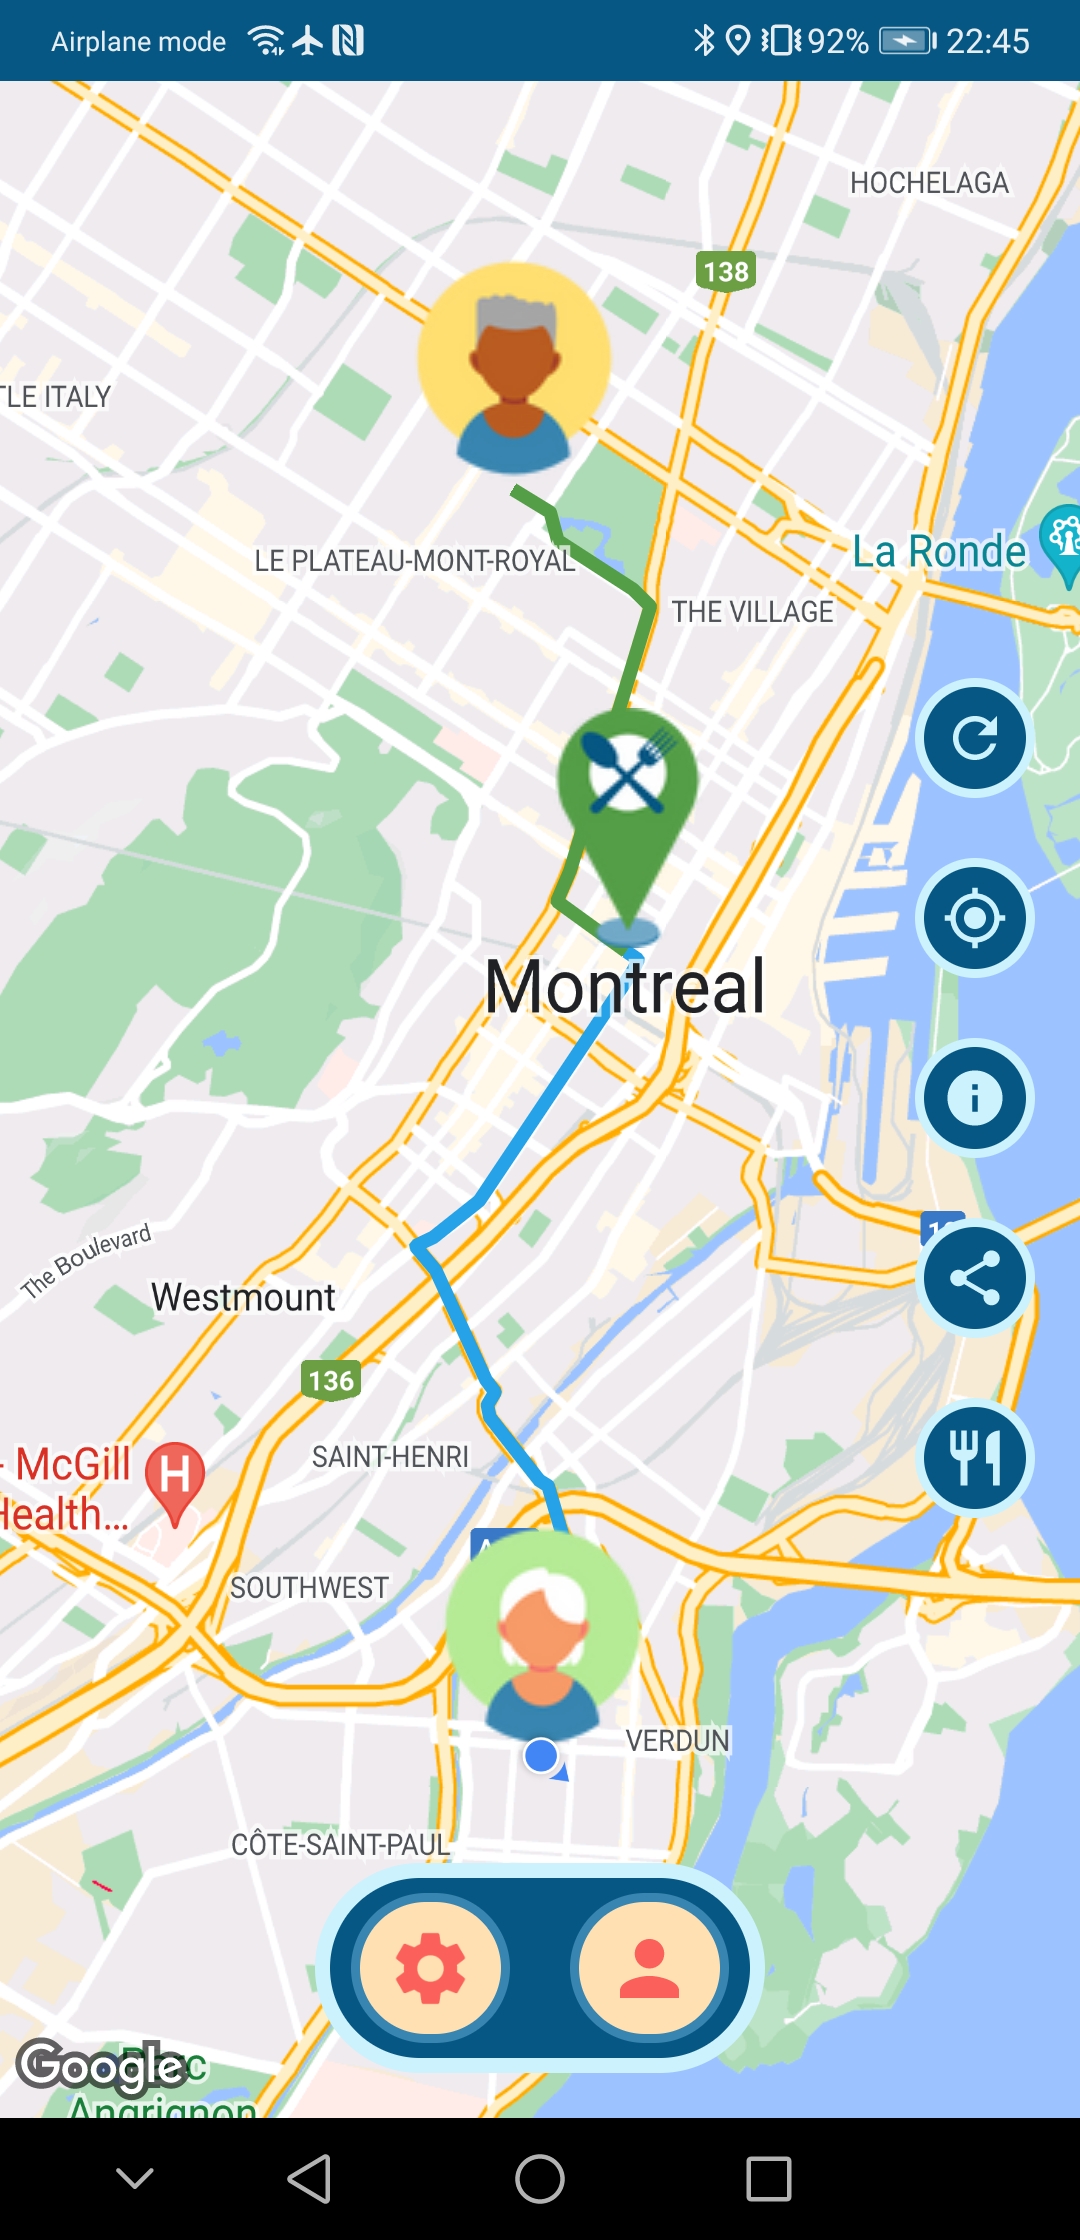 Airplane mode
92%
22:45
HOCHELAGA
138
TLE ITALY
La Ronde
LE PLATEAU-MONT-ROYAL
THE VILLAGE
Montreal
The Boulevard
Westmount
136
McGill
Health...
H
SAINT-HENRI
SOUTHWEST
VERDUN
CÔTE-SAINT-PAUL
Google
Parc
Angrignon